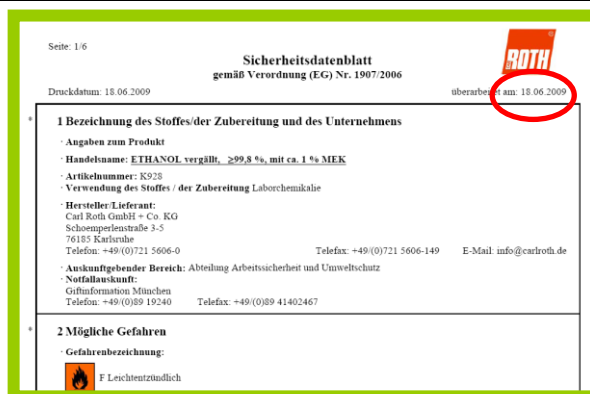 Seite: 1/6
ROTH
Sicherheitsdatenblatt
gemäß Verordnung (EG) Nr. 1907/2006
Druckdatum: 18.06.2009 überarbeitet am: 18.06.2009
* 1 Bezeichnung des Stoffes/der Zubereitung und des Unternehmens
· Angaben zum Produkt
· Handelsname: ETHANOL vergällt, ≥99,8 %, mit ca. 1 % MEK
· Artikelnummer: K928
· Verwendung des Stoffes / der Zubereitung Laborchemikalie
· Hersteller/Lieferant:
Carl Roth GmbH + Co. KG
Schoemperlenstraße 3-5
76185 Karlsruhe
Telefon: +49/(0)721 5606-0 Telefax: +49/(0)721 5606-149 E-Mail: info@carlroth.de
· Auskunftgebender Bereich: Abteilung Arbeitssicherheit und Umweltschutz
· Notfallauskunft:
Giftinformation München
Telefon: +49/(0)89 19240 Telefax: +49/(0)89 41402467
* 2 Mögliche Gefahren
· Gefahrenbezeichnung:
F Leichtentzündlich